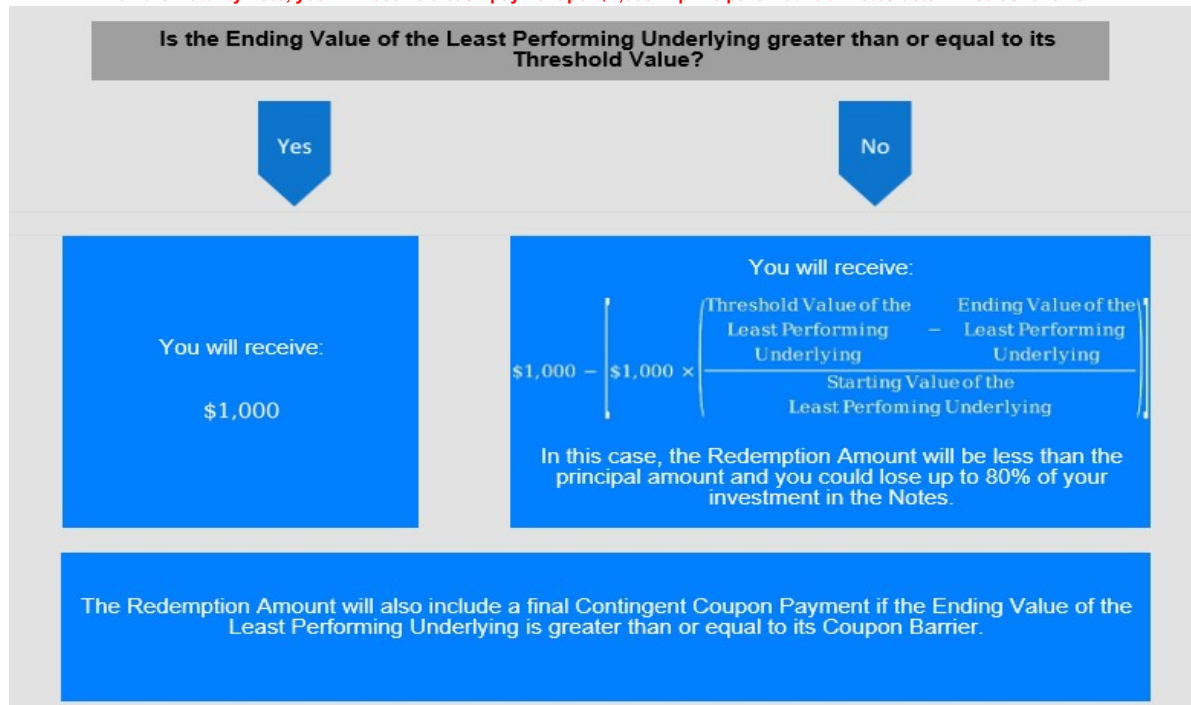 Is the Ending Value of the Least Performing Underlying greater than or equal to its
Threshold Value?
Yes
No
You will receive:
$1,000
You will receive:
$1,000 − [$1,000 × (Threshold Value of the Least Performing Underlying − Ending Value of the Least Performing Underlying
Starting Value of the
Least Perfoming Underlying)]
In this case, the Redemption Amount will be less than the
principal amount and you could lose up to 80% of your
investment in the Notes.
The Redemption Amount will also include a final Contingent Coupon Payment if the Ending Value of the
Least Performing Underlying is greater than or equal to its Coupon Barrier.